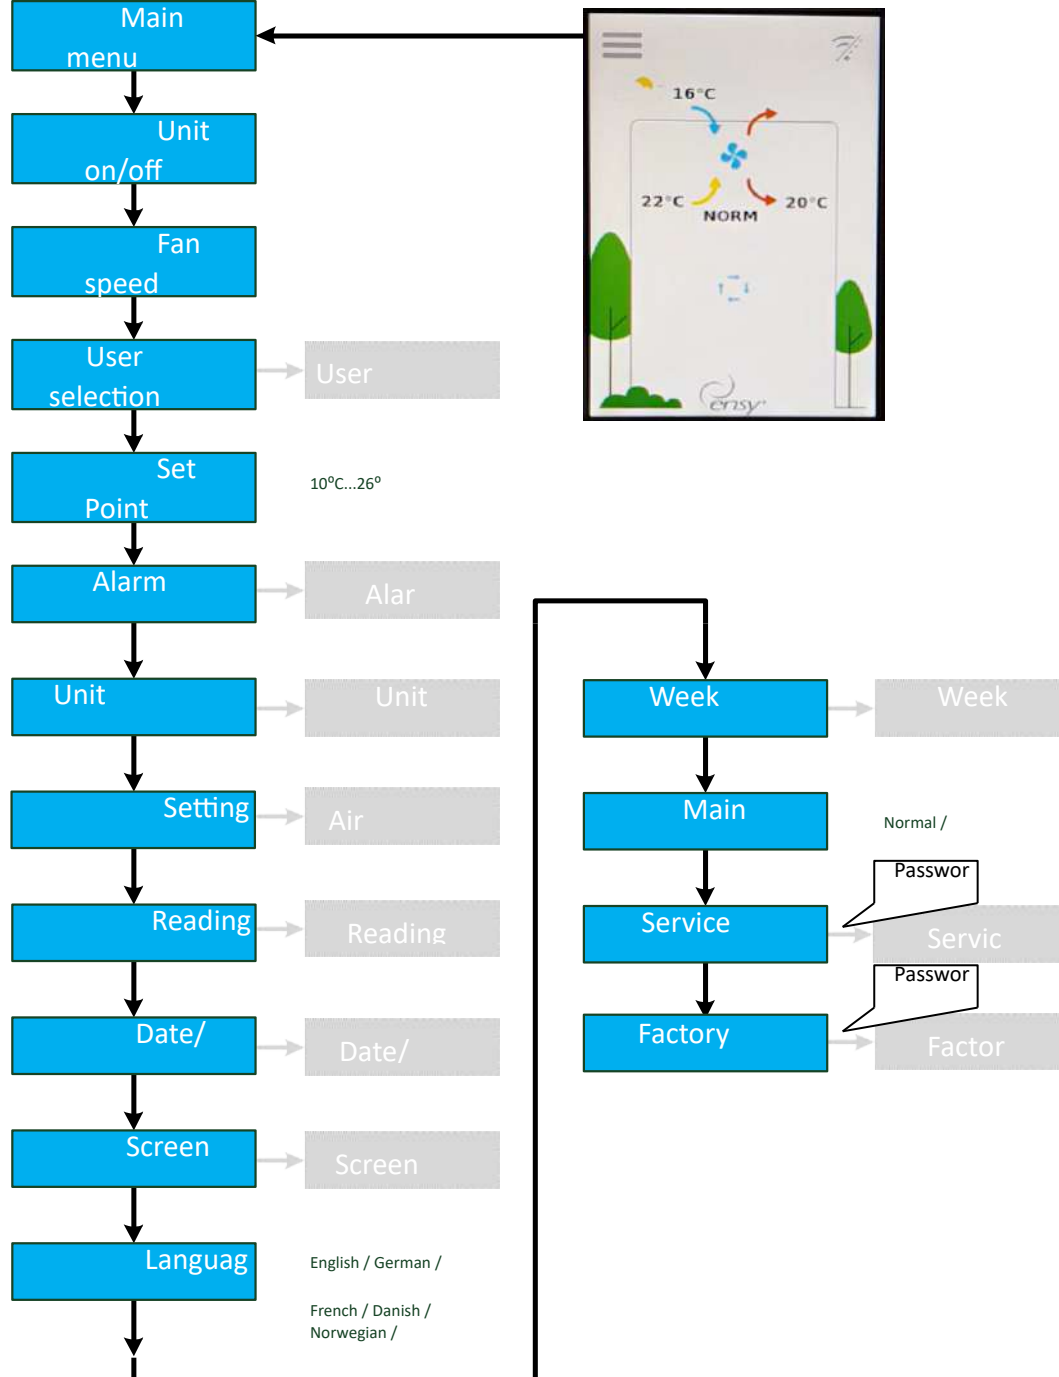 Main
menu
16°C
22°C
NORM
20°C
ensy
Unit
on/off
Fan
speed
User
selection
User
Set
Point
10°C...26°
Alarm
Alar
Unit
Unit
Setting
Air
Reading
Reading
Date/
Date/
Screen
Screen
Languag
English / German /
French / Danish /
Norwegian /
Week
Week
Main
Normal /
Passwor
Service
Servic
Passwor
Factory
Factor